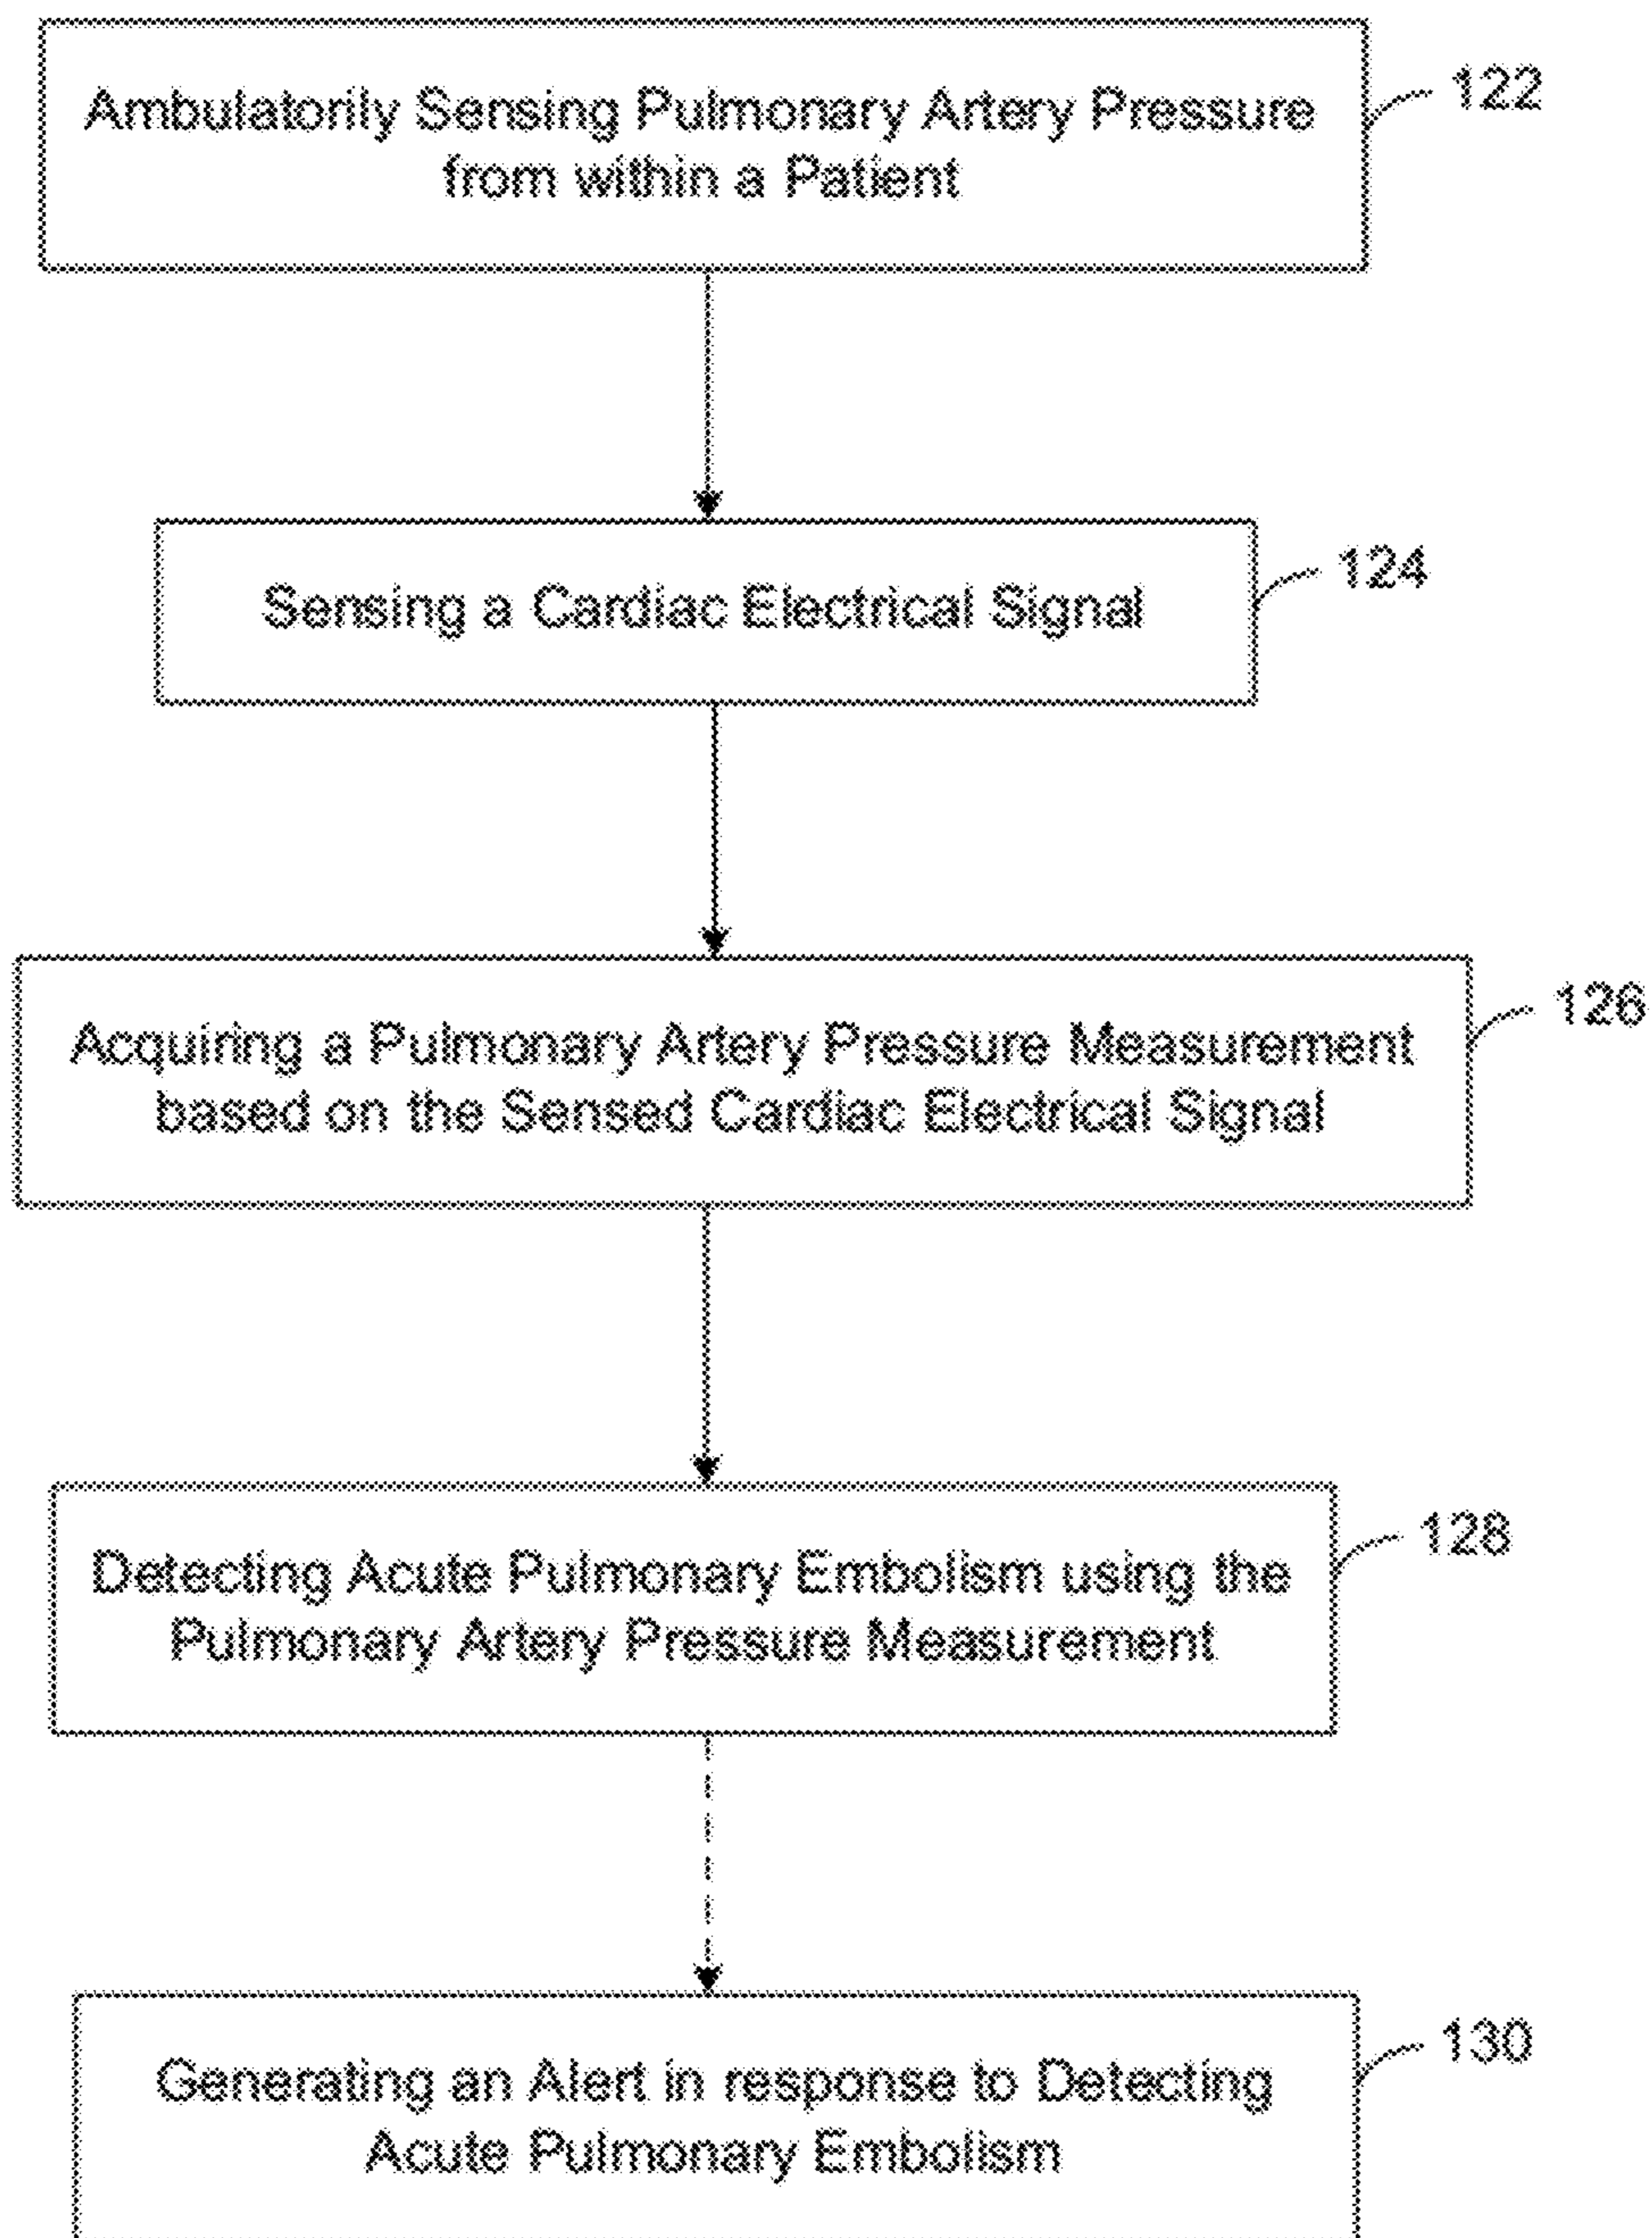 Ambulatorily Sensing Pulmonary Artery Pressure
from within a Patient
122
Sensing a Cardiac Electrical Signal
124
Acquiring a Pulmonary Artery Pressure Measurement
based on the Sensed Cardiac Electrical Signal
126
Detecting Acute Pulmonary Embolism using the
Pulmonary Artery Pressure Measurement
128
Generating an Alert in response to Detecting
Acute Pulmonary Embolism
130